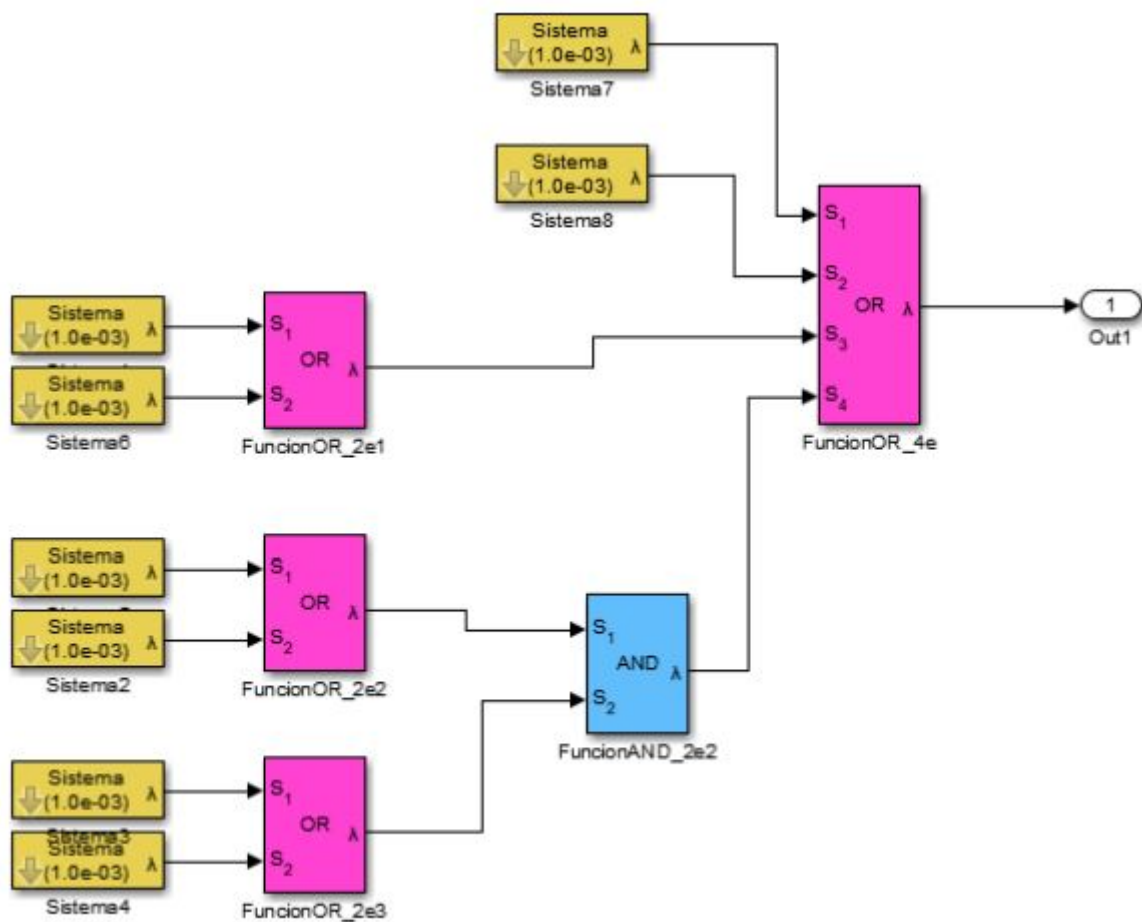 Sistema
(1.0e-03) λ
Sistema7
Sistema
(1.0e-03) λ
Sistema8
S1
S2
OR λ
S3
S4
FuncionOR_4e
1
Out1
Sistema
(1.0e-03) λ
Sistema
(1.0e-03) λ
Sistema6
S1
OR λ
S2
FuncionOR_2e1
Sistema
(1.0e-03) λ
Sistema
(1.0e-03) λ
Sistema2
S1
OR λ
S2
FuncionOR_2e2
S1
AND λ
S2
FuncionAND_2e2
Sistema
(1.0e-03) λ
Sistema3
Sistema
(1.0e-03) λ
Sistema4
S1
OR λ
S2
FuncionOR_2e3